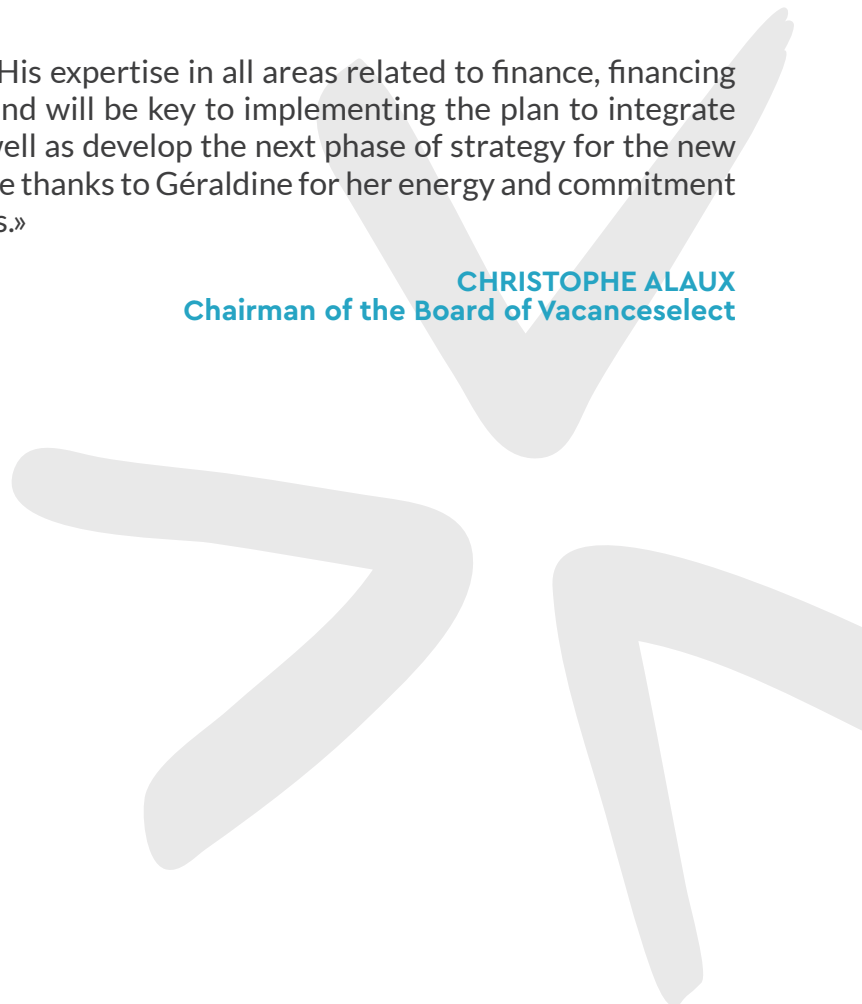 His expertise in all areas related to finance, financing
nd will be key to implementing the plan to integrate
ell as develop the next phase of strategy for the new
e thanks to Géraldine for her energy and commitment
s.»
CHRISTOPHE ALAUX
Chairman of the Board of Vacanceselect